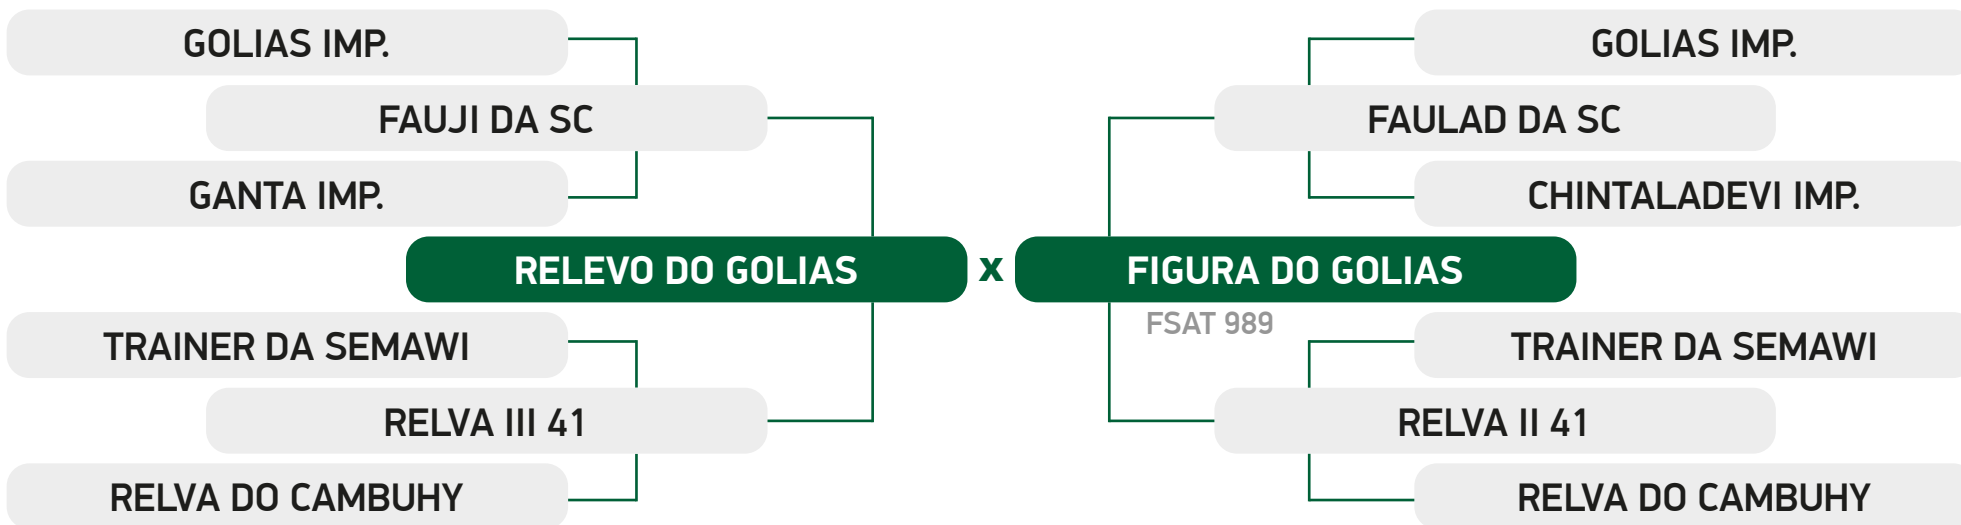 GOLIAS IMP.
GOLIAS IMP.
FAUJI DA SC
FAULAD DA SC
GANTA IMP.
CHINTALADEVI IMP.
RELEVO DO GOLIAS x FIGURA DO GOLIAS
FSAT 989
TRAINER DA SEMAWI
TRAINER DA SEMAWI
RELVA III 41
RELVA II 41
RELVA DO CAMBUHY
RELVA DO CAMBUHY